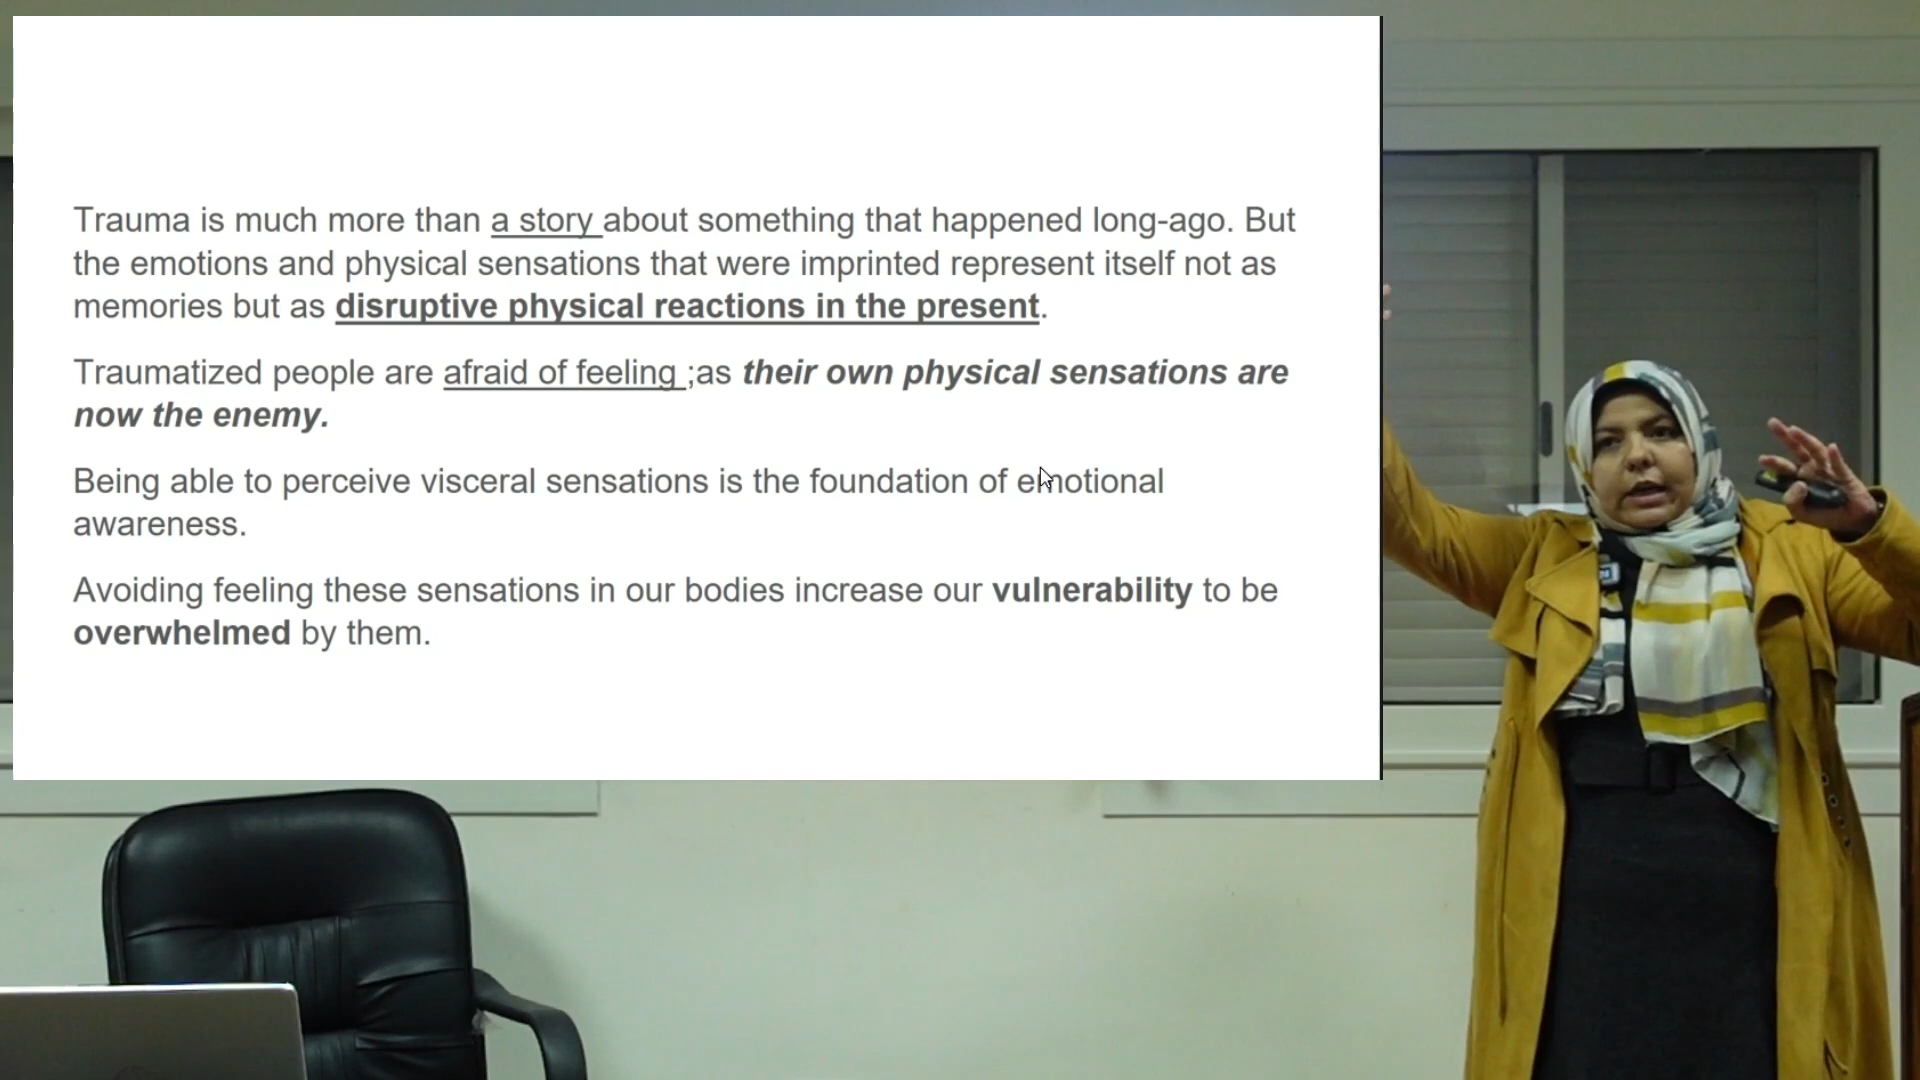 Trauma is much more than a story about something that happened long-ago. But
the emotions and physical sensations that were imprinted represent itself not as
memories but as disruptive physical reactions in the present.
Traumatized people are afraid of feeling ;as their own physical sensations are
now the enemy.
Being able to perceive visceral sensations is the foundation of emotional
awareness.
Avoiding feeling these sensations in our bodies increase our vulnerability to be
overwhelmed by them.